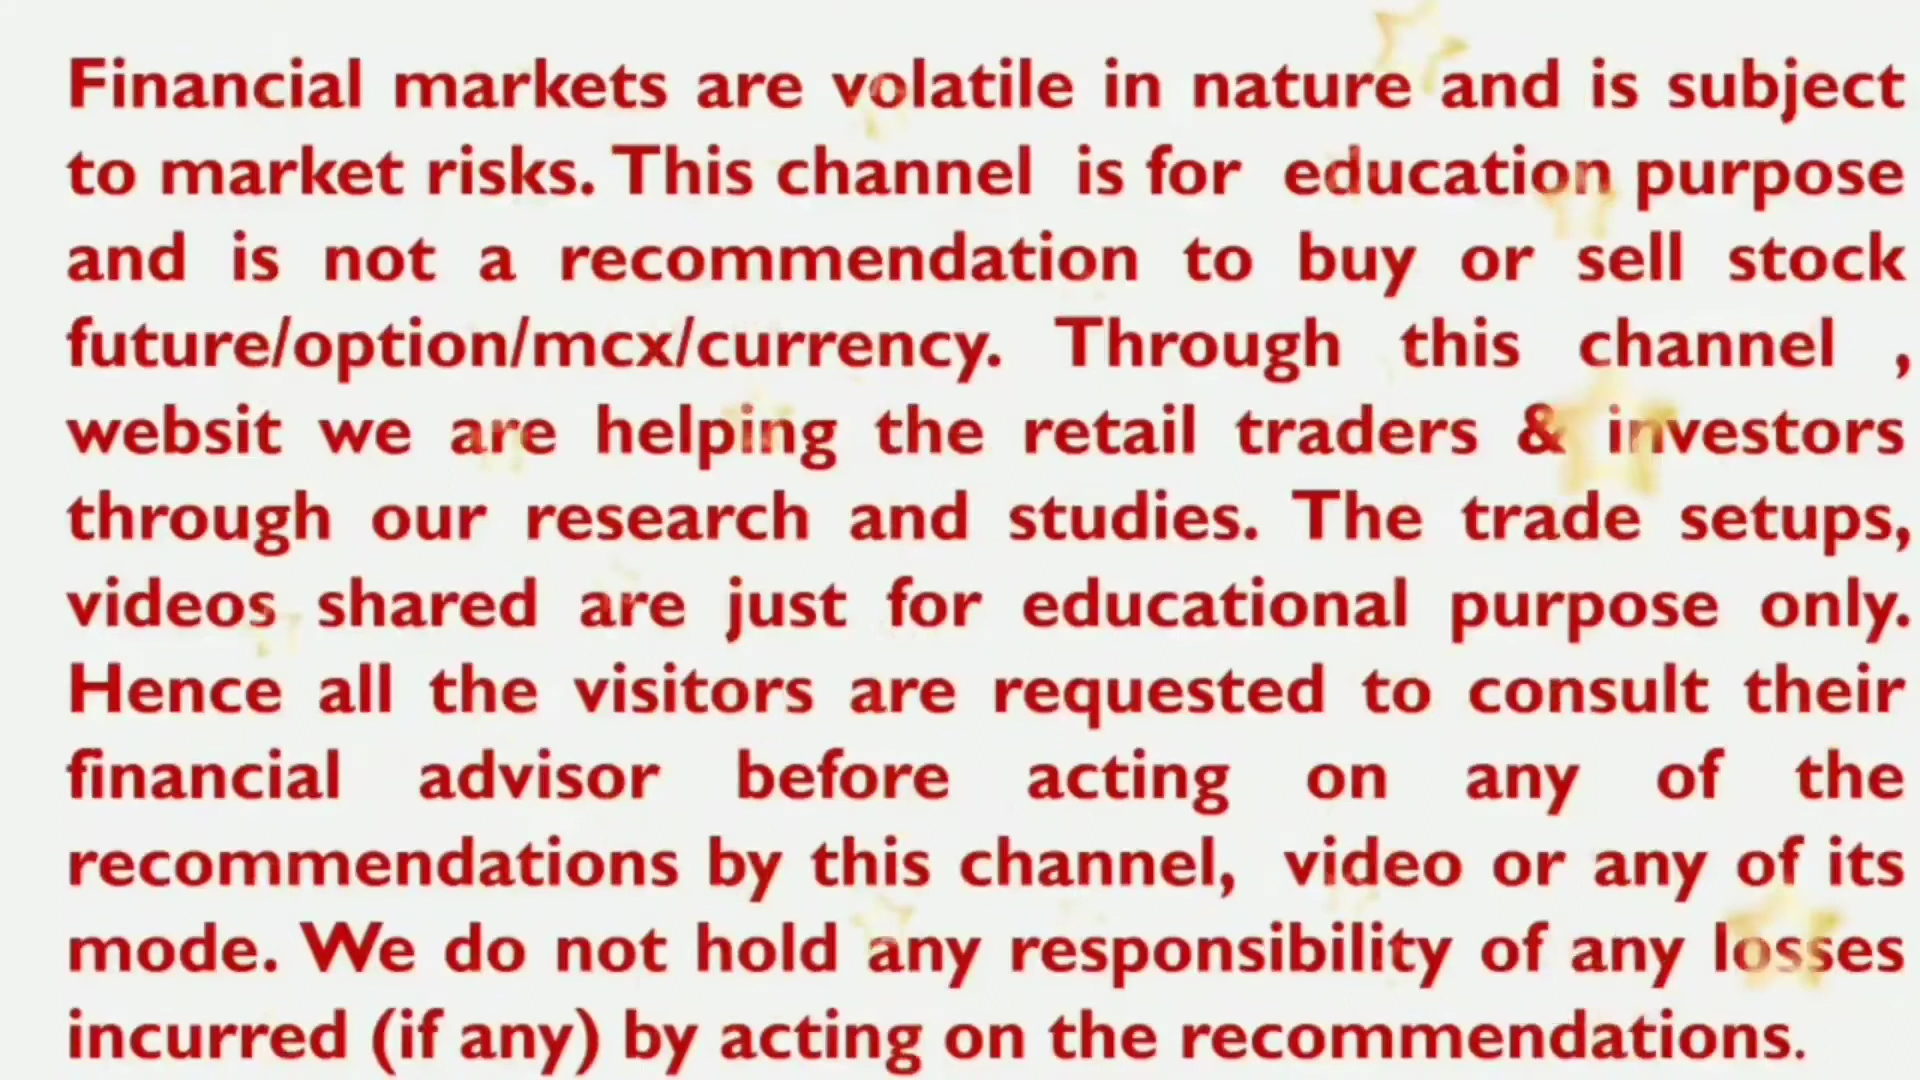 Financial markets are volatile in nature and is subject
to market risks. This channel is for education purpose
and is not a recommendation to buy or sell stock
future/option/mcx/currency. Through this channel ,
websit we are helping the retail traders & investors
through our research and studies. The trade setups,
videos shared are just for educational purpose only.
Hence all the visitors are requested to consult their
financial advisor before acting on any of the
recommendations by this channel, video or any of its
mode. We do not hold any responsibility of any losses
incurred (if any) by acting on the recommendations.